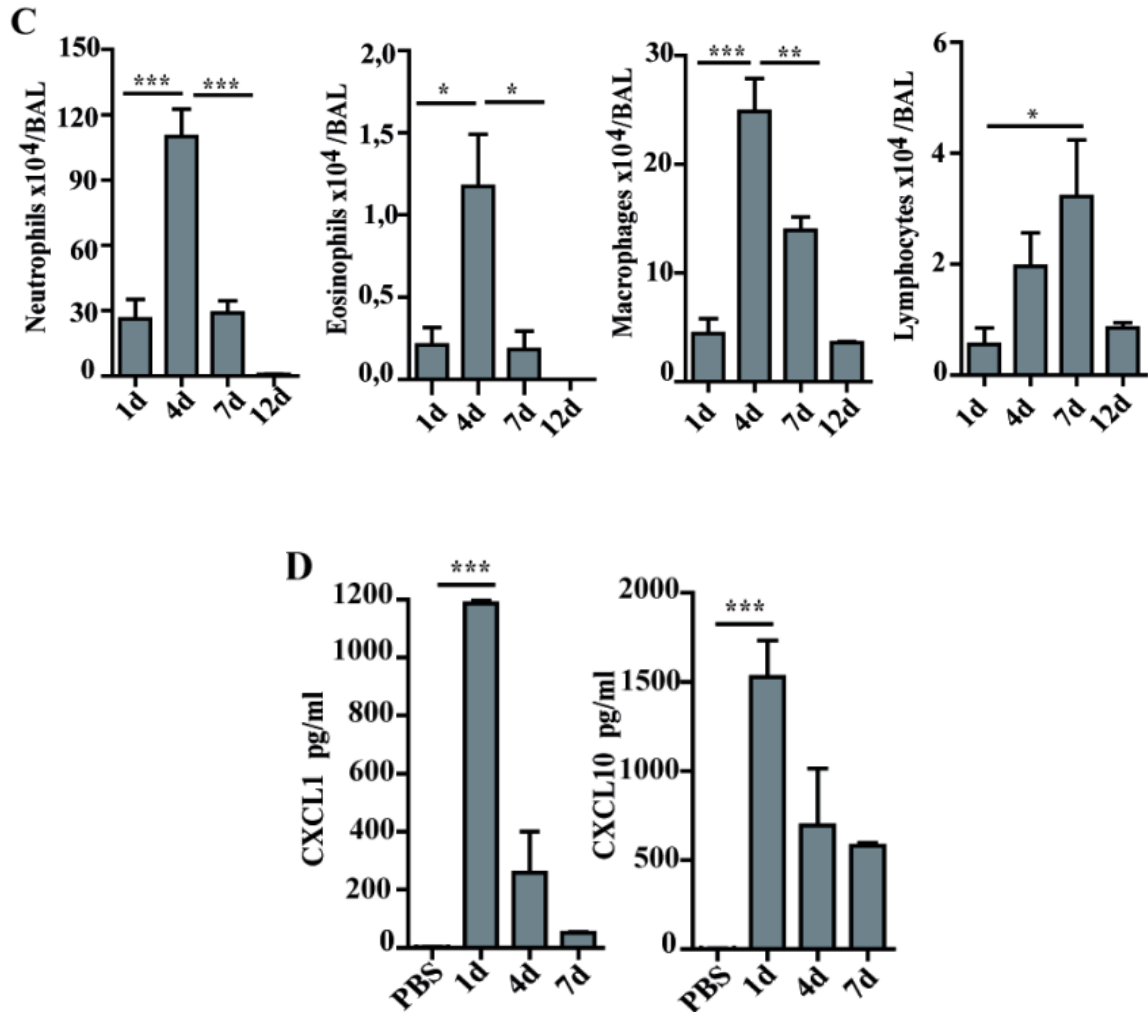 C
Neutrophils x10⁴/BAL
150
120
90
60
30
0
*** ***
1d 4d 7d 12d
Eosinophils x10⁴ /BAL
2,0
1,5
1,0
0,5
0,0
* *
1d 4d 7d 12d
Macrophages x10⁴/BAL
30
20
10
0
*** **
1d 4d 7d 12d
Lymphocytes x10⁴ /BAL
6
4
2
0
*
1d 4d 7d 12d
D
CXCL1 pg/ml
1200
1000
800
600
400
200
0
***
PBS 1d 4d 7d
CXCL10 pg/ml
2000
1500
1000
500
0
***
PBS 1d 4d 7d